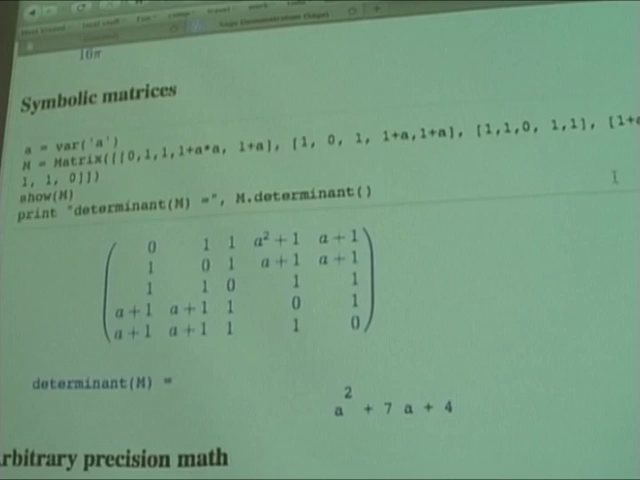 Sage Demonstration (Sage)
16π
Symbolic matrices
a = var('a')
M = Matrix([[0,1,1,1+a*a, 1+a], [1, 0, 1, 1+a,1+a], [1,1,0, 1,1], [1+a
1, 1, 0]])
show(M)
print "determinant(M) =", M.determinant()
0 1 1 a² + 1 a + 1
1 0 1 a + 1 a + 1
1 1 0 1 1
a + 1 a + 1 1 0 1
a + 1 a + 1 1 1 0
determinant(M) =
2
a + 7 a + 4
rbitrary precision math